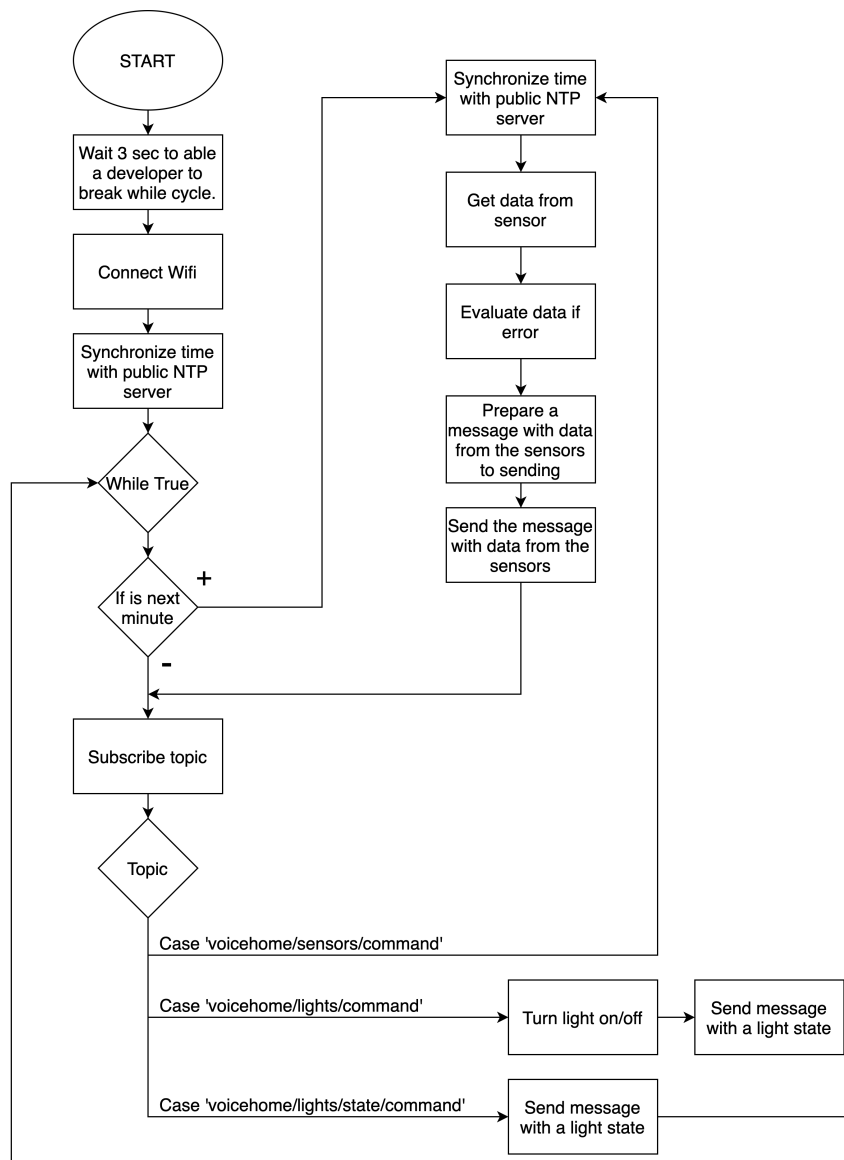 START
Wait 3 sec to able
a developer to
break while cycle.
Connect Wifi
Synchronize time
with public NTP
server
While True
If is next
minute
+
-
Synchronize time
with public NTP
server
Get data from
sensor
Evaluate data if
error
Prepare a
message with data
from the sensors
to sending
Send the message
with data from the
sensors
Subscribe topic
Topic
Case 'voicehome/sensors/command'
Case 'voicehome/lights/command'
Turn light on/off
Send message
with a light state
Case 'voicehome/lights/state/command'
Send message
with a light state